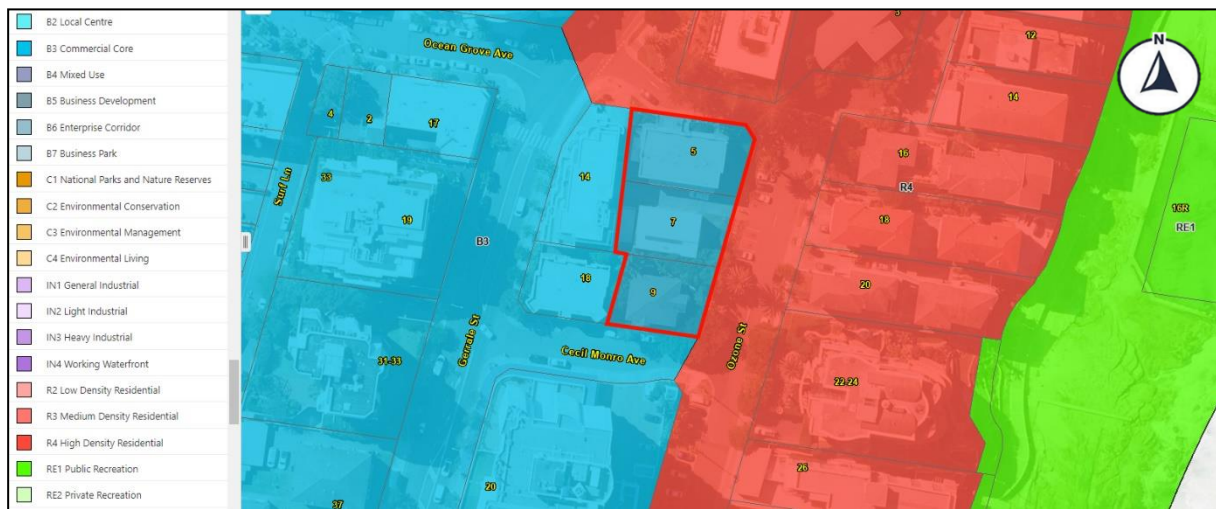 B2 Local Centre
B3 Commercial Core
B4 Mixed Use
B5 Business Development
B6 Enterprise Corridor
B7 Business Park
C1 National Parks and Nature Reserves
C2 Environmental Conservation
C3 Environmental Management
C4 Environmental Living
IN1 General Industrial
IN2 Light Industrial
IN3 Heavy Industrial
IN4 Working Waterfront
R2 Low Density Residential
R3 Medium Density Residential
R4 High Density Residential
RE1 Public Recreation
RE2 Private Recreation
Ocean Grove Ave
3
12
N
14
4
2
17
5
16
R4
Surf Ln
33
14
19
7
18
16R
RE1
B3
18
9
20
Gerrale St
Cecil Monro Ave
Ozone St
31-33
22-24
26
20
37